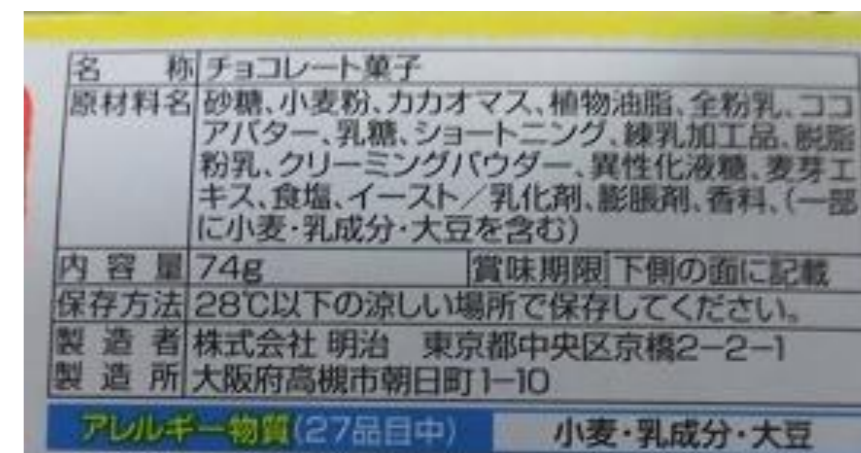 名 称 チョコレート菓子
原材料名 砂糖、小麦粉、カカオマス、植物油脂、全粉乳、ココ
アバター、乳糖、ショートニング、練乳加工品、脱脂
粉乳、クリーミングパウダー、異性化液糖、麦芽エ
キス、食塩、イースト／乳化剤、膨脹剤、香料、(一部
に小麦・乳成分・大豆を含む)
内容量 74g 賞味期限 下側の面に記載
保存方法 28℃以下の涼しい場所で保存してください。
製造者 株式会社 明治 東京都中央区京橋2-2-1
製造所 大阪府高槻市朝日町1-10
アレルギー物質(27品目中) 小麦・乳成分・大豆